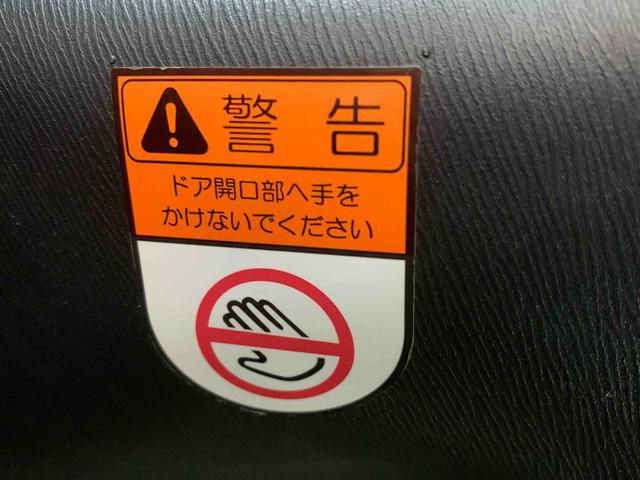 警告
ドア開口部へ手を
かけないでください